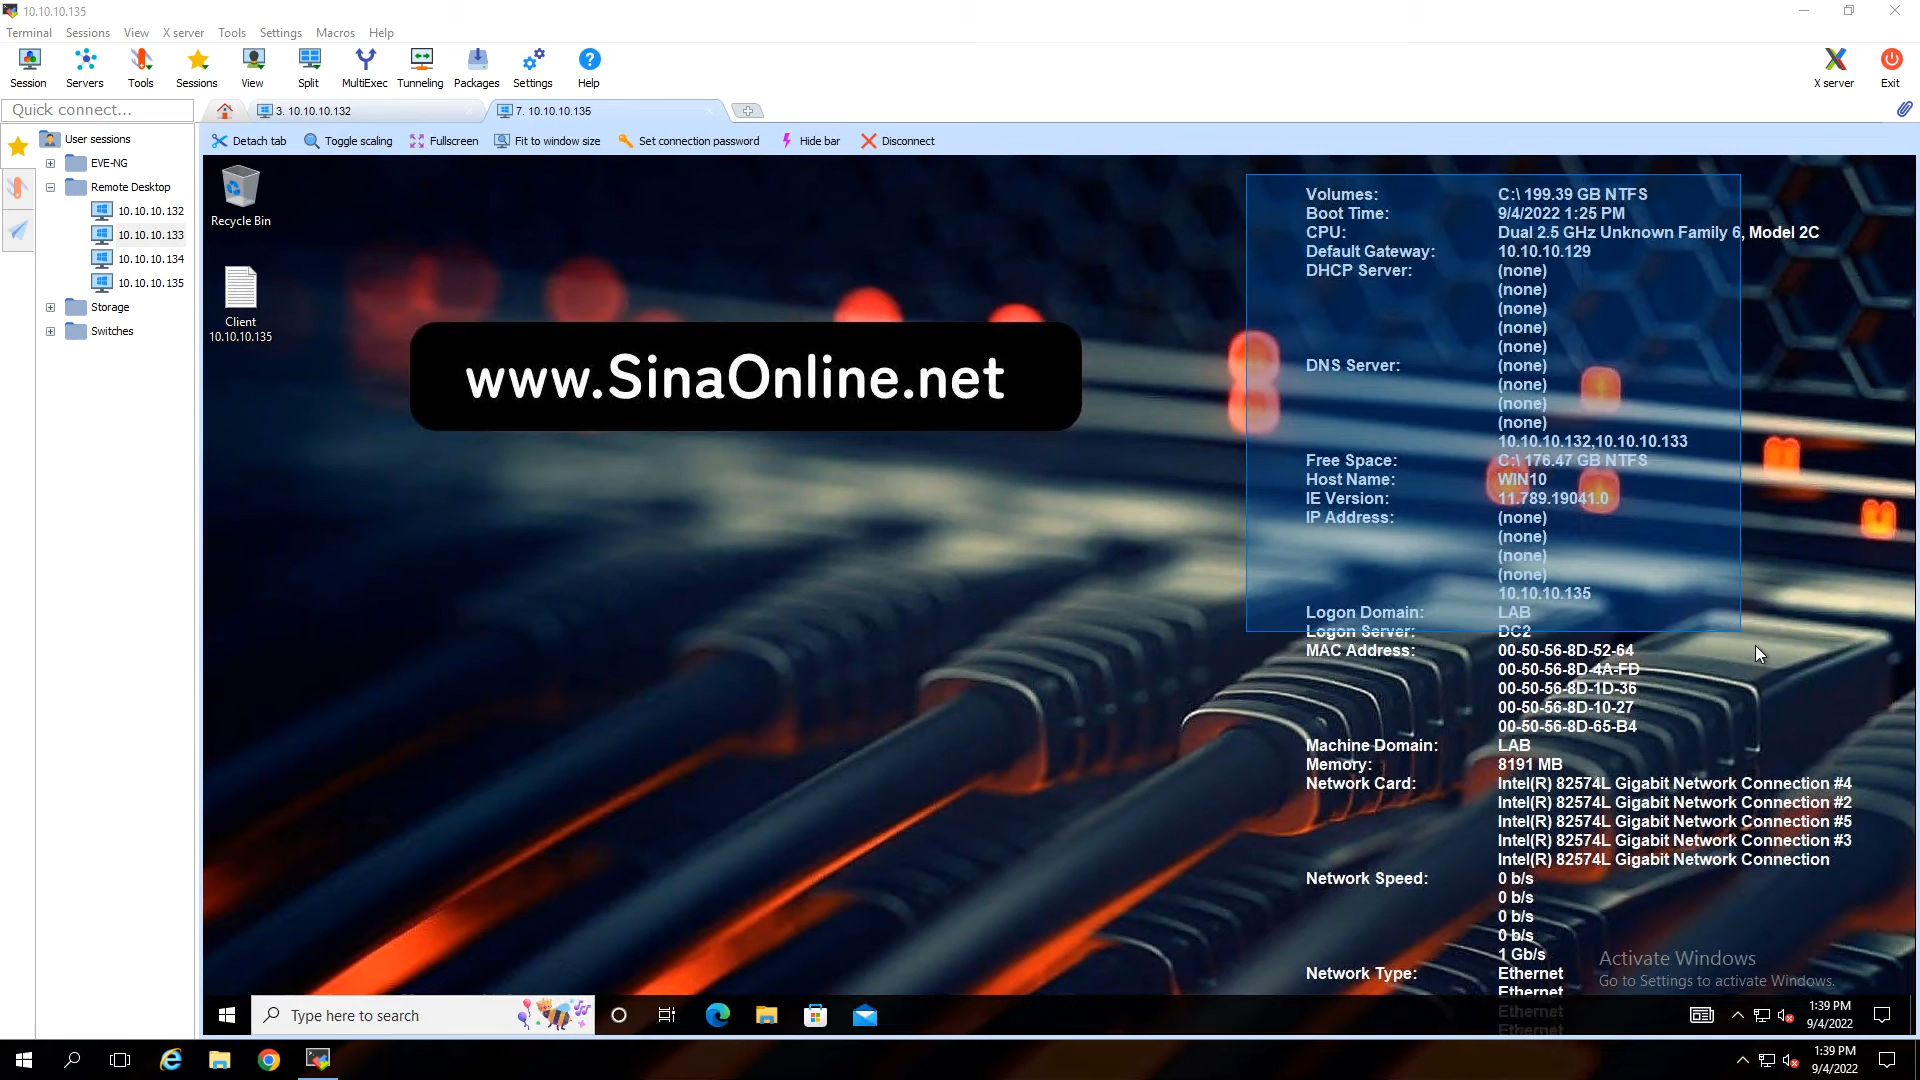 10.10.10.135
Terminal Sessions View X server Tools Settings Macros Help
Session Servers Tools Sessions View Split MultiExec Tunneling Packages Settings Help X server Exit
Quick connect... 3. 10.10.10.132 7. 10.10.10.135
Detach tab Toggle scaling Fullscreen Fit to window size Set connection password Hide bar Disconnect
User sessions
EVE-NG
Remote Desktop
10.10.10.132
10.10.10.133
10.10.10.134
10.10.10.135
Storage
Switches
Recycle Bin
Client
10.10.10.135
www.SinaOnline.net
Volumes: C:\ 199.39 GB NTFS
Boot Time: 9/4/2022 1:25 PM
CPU: Dual 2.5 GHz Unknown Family 6, Model 2C
Default Gateway: 10.10.10.129
DHCP Server: (none)
(none)
(none)
(none)
(none)
DNS Server: (none)
(none)
(none)
(none)
10.10.10.132,10.10.10.133
Free Space: C:\ 176.47 GB NTFS
Host Name: WIN10
IE Version: 11.789.19041.0
IP Address: (none)
(none)
(none)
(none)
10.10.10.135
Logon Domain: LAB
Logon Server: DC2
MAC Address: 00-50-56-8D-52-64
00-50-56-8D-4A-FD
00-50-56-8D-1D-36
00-50-56-8D-10-27
00-50-56-8D-65-B4
Machine Domain: LAB
Memory: 8191 MB
Network Card: Intel(R) 82574L Gigabit Network Connection #4
Intel(R) 82574L Gigabit Network Connection #2
Intel(R) 82574L Gigabit Network Connection #5
Intel(R) 82574L Gigabit Network Connection #3
Intel(R) 82574L Gigabit Network Connection
Network Speed: 0 b/s
0 b/s
0 b/s
0 b/s
1 Gb/s
Network Type: Ethernet
Ethernet
Ethernet
Ethernet
Activate Windows
Go to Settings to activate Windows.
Type here to search
1:39 PM
9/4/2022
1:39 PM
9/4/2022